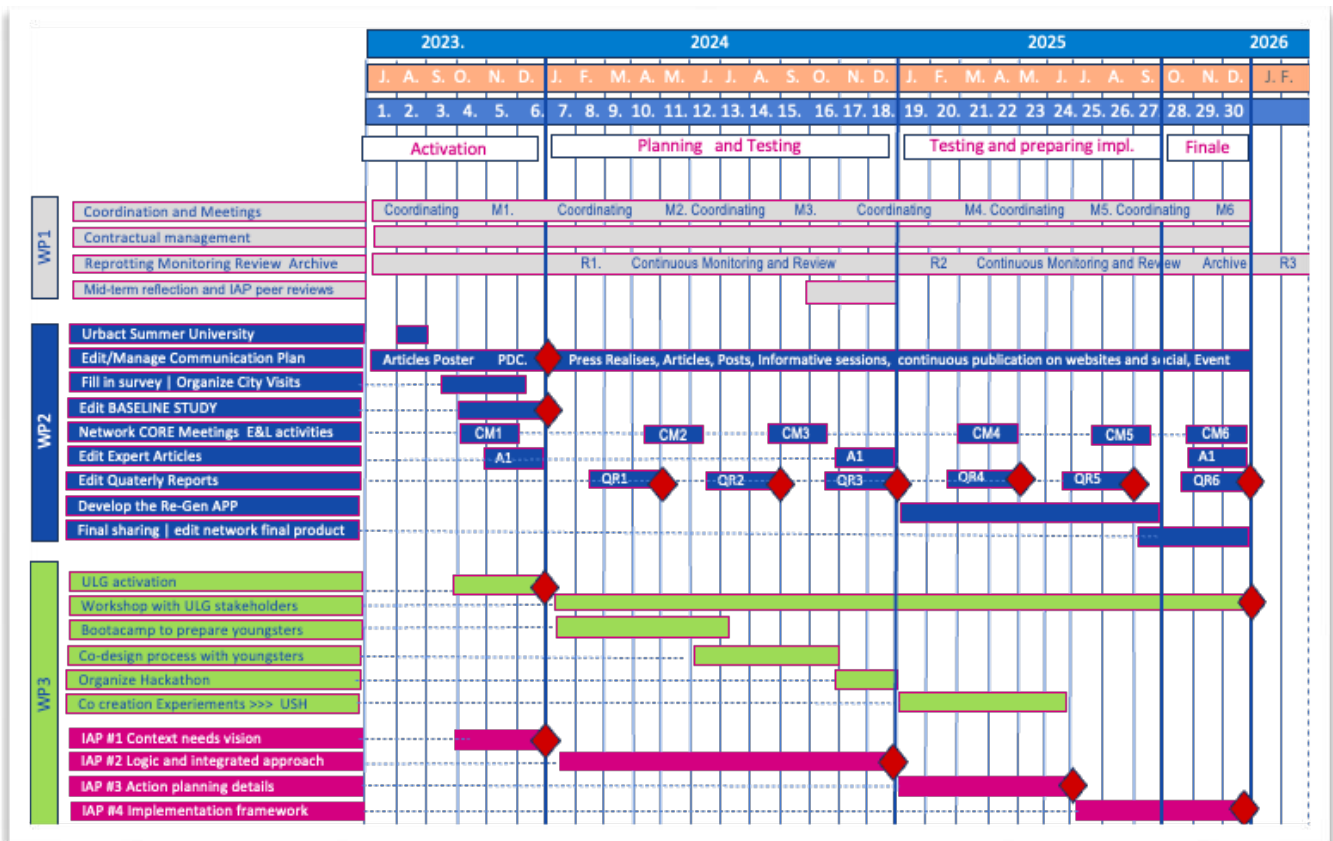 2023. 2024 2025 2026
J. A. S. O. N. D. J. F. M. A. M. J. J. A. S. O. N. D. J. F. M. A. M. J. J. A. S. O. N. D. J. F.
1. 2. 3. 4. 5. 6. 7. 8. 9. 10. 11. 12. 13. 14. 15. 16. 17. 18. 19. 20. 21. 22 23 24. 25. 26. 27. 28. 29. 30
Activation Planning and Testing Testing and preparing impl. Finale
WP1
Coordination and Meetings Coordinating M1. Coordinating M2. Coordinating M3. Coordinating M4. Coordinating M5. Coordinating M6
Contractual management
Reprotting Monitoring Review Archive R1. Continuous Monitoring and Review R2 Continuous Monitoring and Review Archive R3
Mid-term reflection and IAP peer reviews
WP2
Urbact Summer University
Edit/Manage Communication Plan Articles Poster PDC. Press Realises, Articles, Posts, Informative sessions, continuous publication on websites and social, Event
Fill in survey | Organize City Visits
Edit BASELINE STUDY
Network CORE Meetings E&L activities CM1 CM2 CM3 CM4 CM5 CM6
Edit Expert Articles A1 A1 A1
Edit Quaterly Reports QR1 QR2 QR3 QR4 QR5 QR6
Develop the Re-Gen APP
Final sharing | edit network final product
WP3
ULG activation
Workshop with ULG stakeholders
Bootacamp to prepare youngsters
Co-design process with youngsters
Organize Hackathon
Co creation Experiements >>> USH
IAP #1 Context needs vision
IAP #2 Logic and integrated approach
IAP #3 Action planning details
IAP #4 Implementation framework